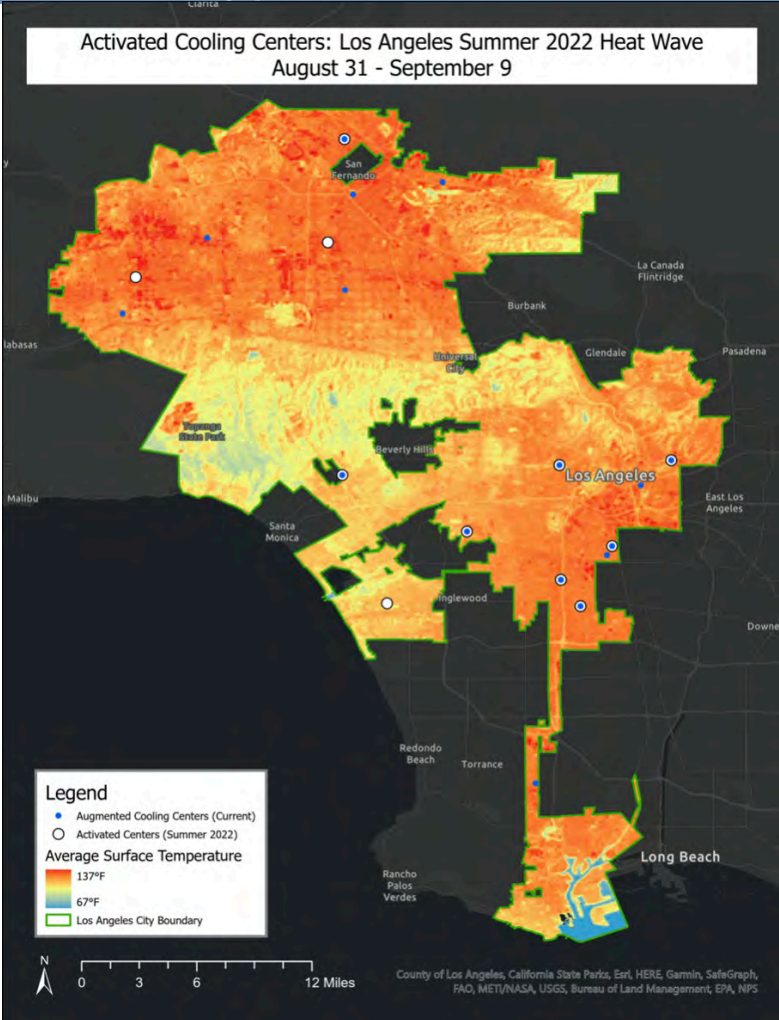 Clarita
Activated Cooling Centers: Los Angeles Summer 2022 Heat Wave
August 31 - September 9
y
San
Fernando
La Canada
Flintridge
Burbank
labasas
Universal
City
Glendale
Pasadena
Topanga
State Park
Beverly Hills
Los Angeles
Malibu
East Los
Angeles
Santa
Monica
Inglewood
Downe
Redondo
Beach
Torrance
Legend
Augmented Cooling Centers (Current)
Activated Centers (Summer 2022)
Average Surface Temperature
137°F
67°F
Los Angeles City Boundary
Long Beach
Rancho
Palos
Verdes
N
0 3 6 12 Miles
County of Los Angeles, California State Parks, Esri, HERE, Garmin, SafeGraph,
FAO, METI/NASA, USGS, Bureau of Land Management, EPA, NPS